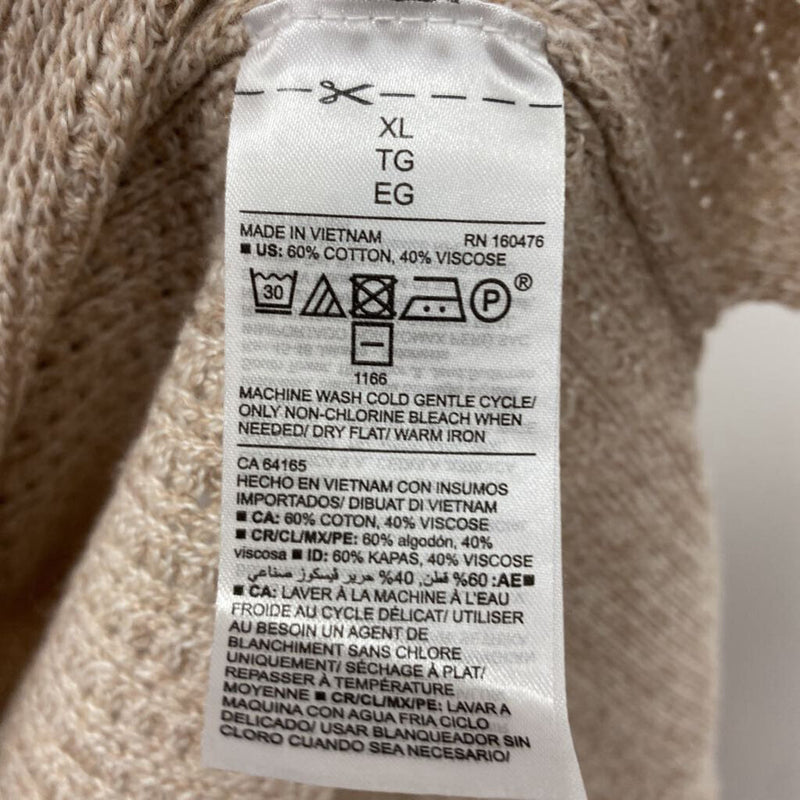 XL
TG
EG
MADE IN VIETNAM RN 160476
■ US: 60% COTTON, 40% VISCOSE
30 P ®
1166
MACHINE WASH COLD GENTLE CYCLE/
ONLY NON-CHLORINE BLEACH WHEN
NEEDED/ DRY FLAT/ WARM IRON
CA 64165
HECHO EN VIETNAM CON INSUMOS
IMPORTADOS/ DIBUAT DI VIETNAM
■ CA: 60% COTON, 40% VISCOSE
■ CR/CL/MX/PE: 60% algodón, 40%
viscosa ■ ID: 60% KAPAS, 40% VISCOSE
■AE: 60% قطن, 40% حرير فيسكوز صناعي
■ CA: LAVER À LA MACHINE À L'EAU
FROIDE AU CYCLE DÉLICAT/ UTILISER
AU BESOIN UN AGENT DE
BLANCHIMENT SANS CHLORE
UNIQUEMENT/ SÉCHAGE À PLAT/
REPASSER À TEMPÉRATURE
MOYENNE ■ CR/CL/MX/PE: LAVAR A
MAQUINA CON AGUA FRIA CICLO
DELICADO/ USAR BLANQUEADOR SIN
CLORO CUANDO SEA NECESARIO/